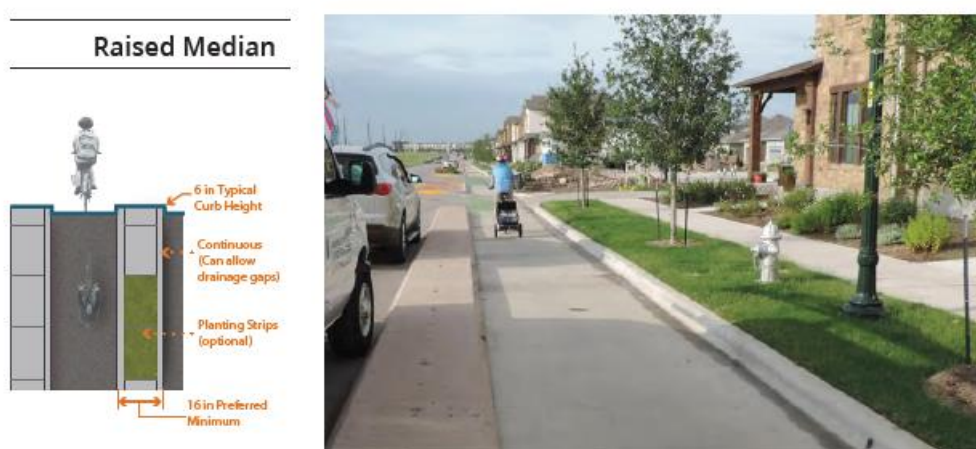 Raised Median
6 in Typical
Curb Height
Continuous
(Can allow
drainage gaps)
Planting Strips
(optional)
16 in Preferred
Minimum